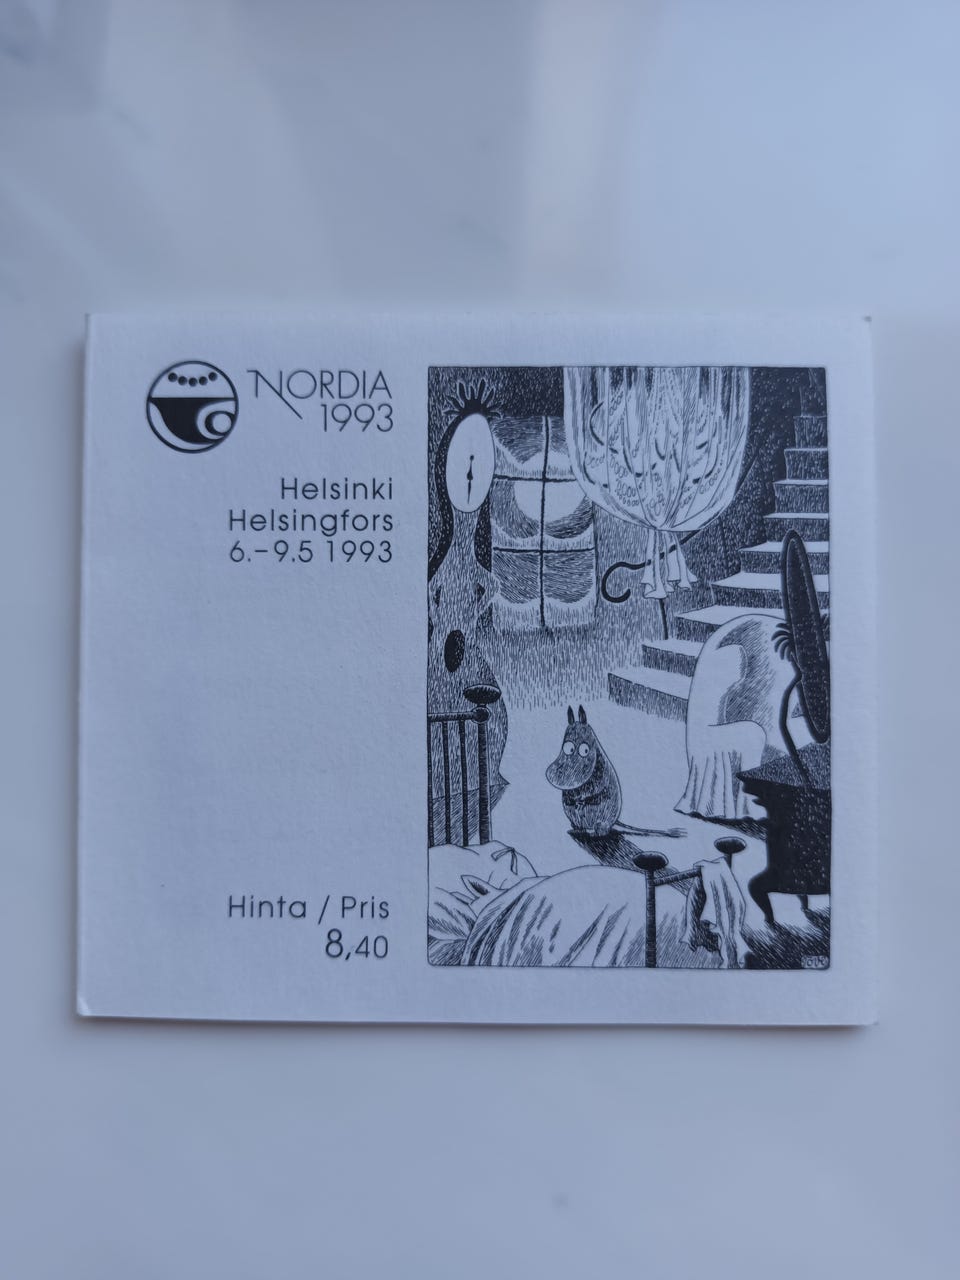 NORDIA
1993
Helsinki
Helsingfors
6.–9.5 1993
Hinta / Pris
8,40